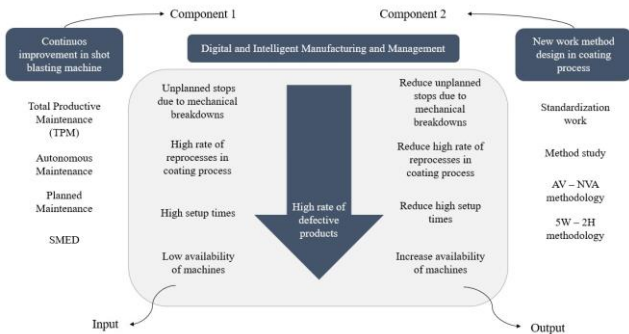 Component 1
Component 2
Continuos
improvement in shot
blasting machine
Digital and Intelligent Manufacturing and Management
New work method
design in coating
process
Total Productive
Maintenance
(TPM)
Autonomous
Maintenance
Planned
Maintenance
SMED
Unplanned stops
due to mechanical
breakdowns
High rate of
reprocesses in
coating process
High setup times
Low availability
of machines
High rate of
defective
products
Reduce unplanned
stops due to
mechanical
breakdowns
Reduce high rate of
reprocesses in
coating process
Reduce high setup
times
Increase availability
of machines
Standardization
work
Method study
AV – NVA
methodology
5W – 2H
methodology
Input
Output